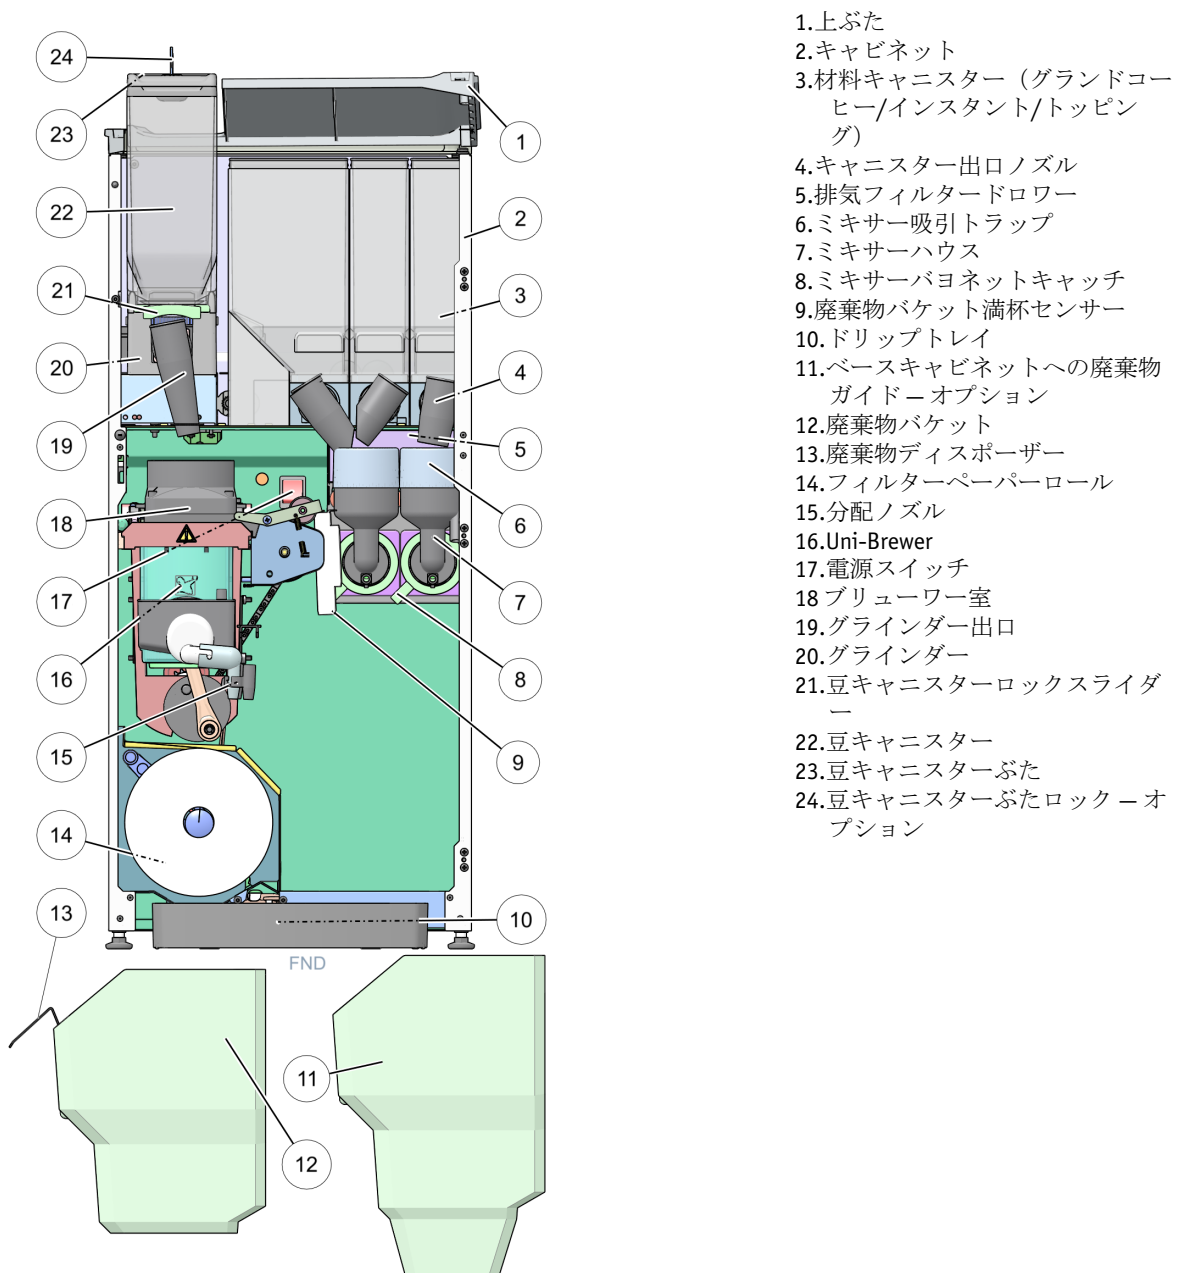 1.上ぶた
2.キャビネット
3.材料キャニスター（グランドコー
ヒー/インスタント/トッピン
グ）
4.キャニスター出口ノズル
5.排気フィルタードロワー
6.ミキサー吸引トラップ
7.ミキサーハウス
8.ミキサーバヨネットキャッチ
9.廃棄物バケット満杯センサー
10.ドリップトレイ
11.ベースキャビネットへの廃棄物
ガイド – オプション
12.廃棄物バケット
13.廃棄物ディスポーザー
14.フィルターペーパーロール
15.分配ノズル
16.Uni-Brewer
17.電源スイッチ
18 ブリューワー室
19.グラインダー出口
20.グラインダー
21.豆キャニスターロックスライダ
ー
22.豆キャニスター
23.豆キャニスターぶた
24.豆キャニスターぶたロック – オ
プション
24
23
1
22
2
21
3
20
4
19
5
18
6
17
7
16
8
15
9
14
13
10
FND
11
12